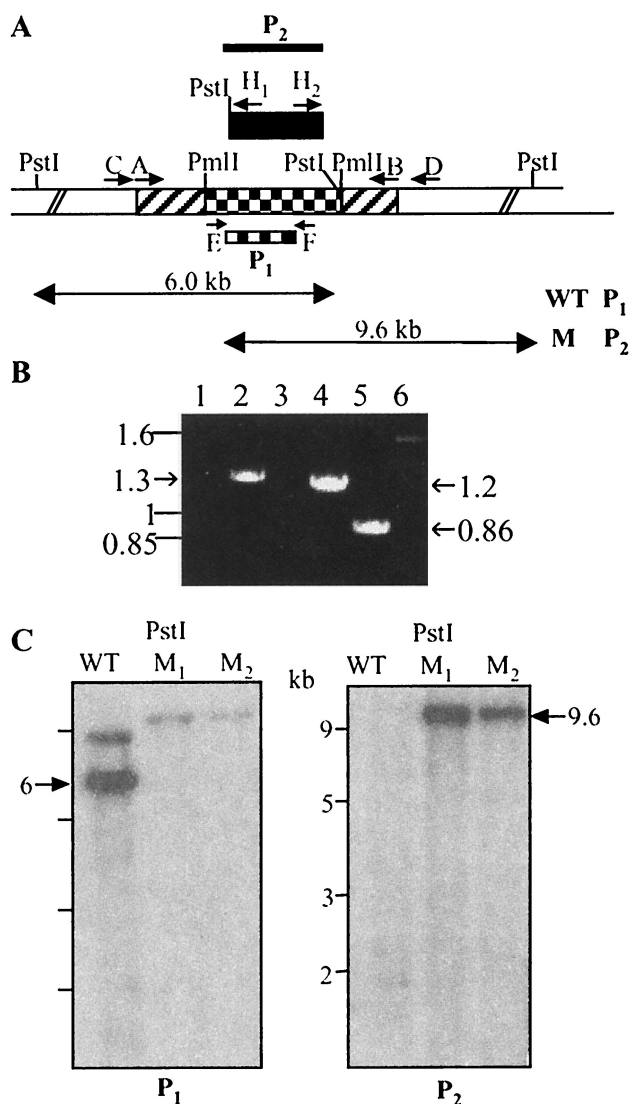 A
P2
PstI H1 H2
PstI C A PmlI PstI PmlI B D PstI
E F
P1
6.0 kb
WT P1
9.6 kb
M P2
B
1 2 3 4 5 6
1.6
1.3
1.2
1
0.86
0.85
C
PstI PstI
WT M1 M2 kb WT M1 M2
9 9.6
6
5
3
2
P1 P2